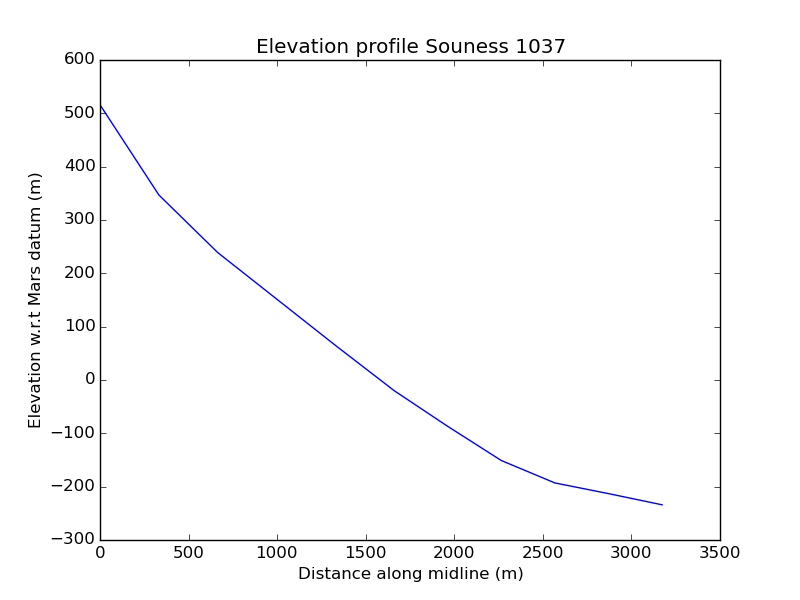 Elevation profile Souness 1037
600
500
400
300
200
100
0
−100
−200
−300
Elevation w.r.t Mars datum (m)
0 500 1000 1500 2000 2500 3000 3500
Distance along midline (m)